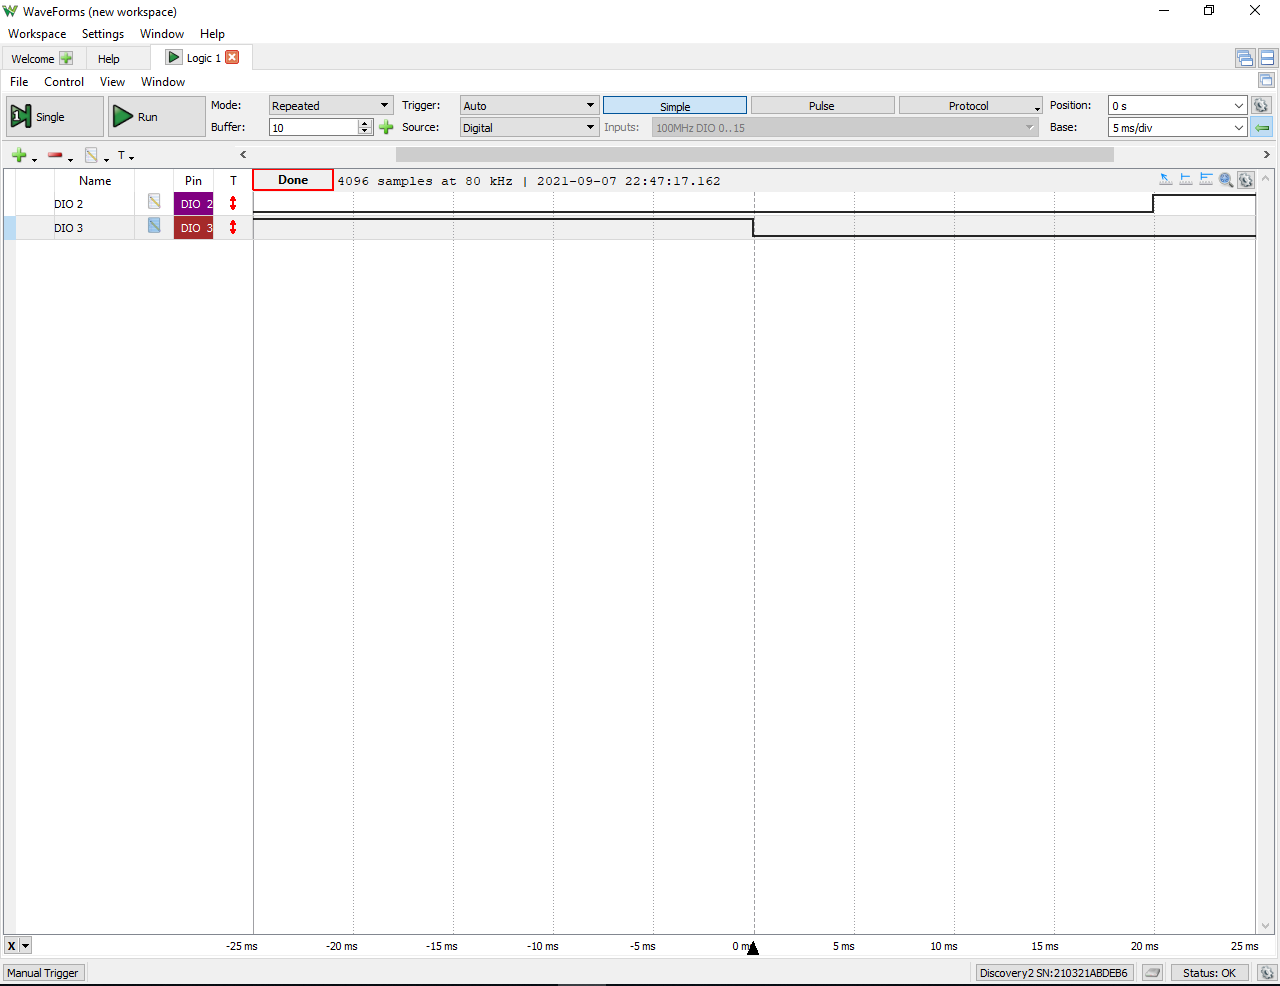 WaveForms (new workspace)
Workspace Settings Window Help
Welcome Help Logic 1
File Control View Window
Single Run Mode: Repeated Trigger: Auto Simple Pulse Protocol Position: 0 s
Buffer: 10 Source: Digital Inputs: 100MHz DIO 0..15 Base: 5 ms/div
T
Name Pin T Done 4096 samples at 80 kHz | 2021-09-07 22:47:17.162
DIO 2 DIO 2
DIO 3 DIO 3
X -25 ms -20 ms -15 ms -10 ms -5 ms 0 ms 5 ms 10 ms 15 ms 20 ms 25 ms
Manual Trigger Discovery2 SN:210321ABDEB6 Status: OK